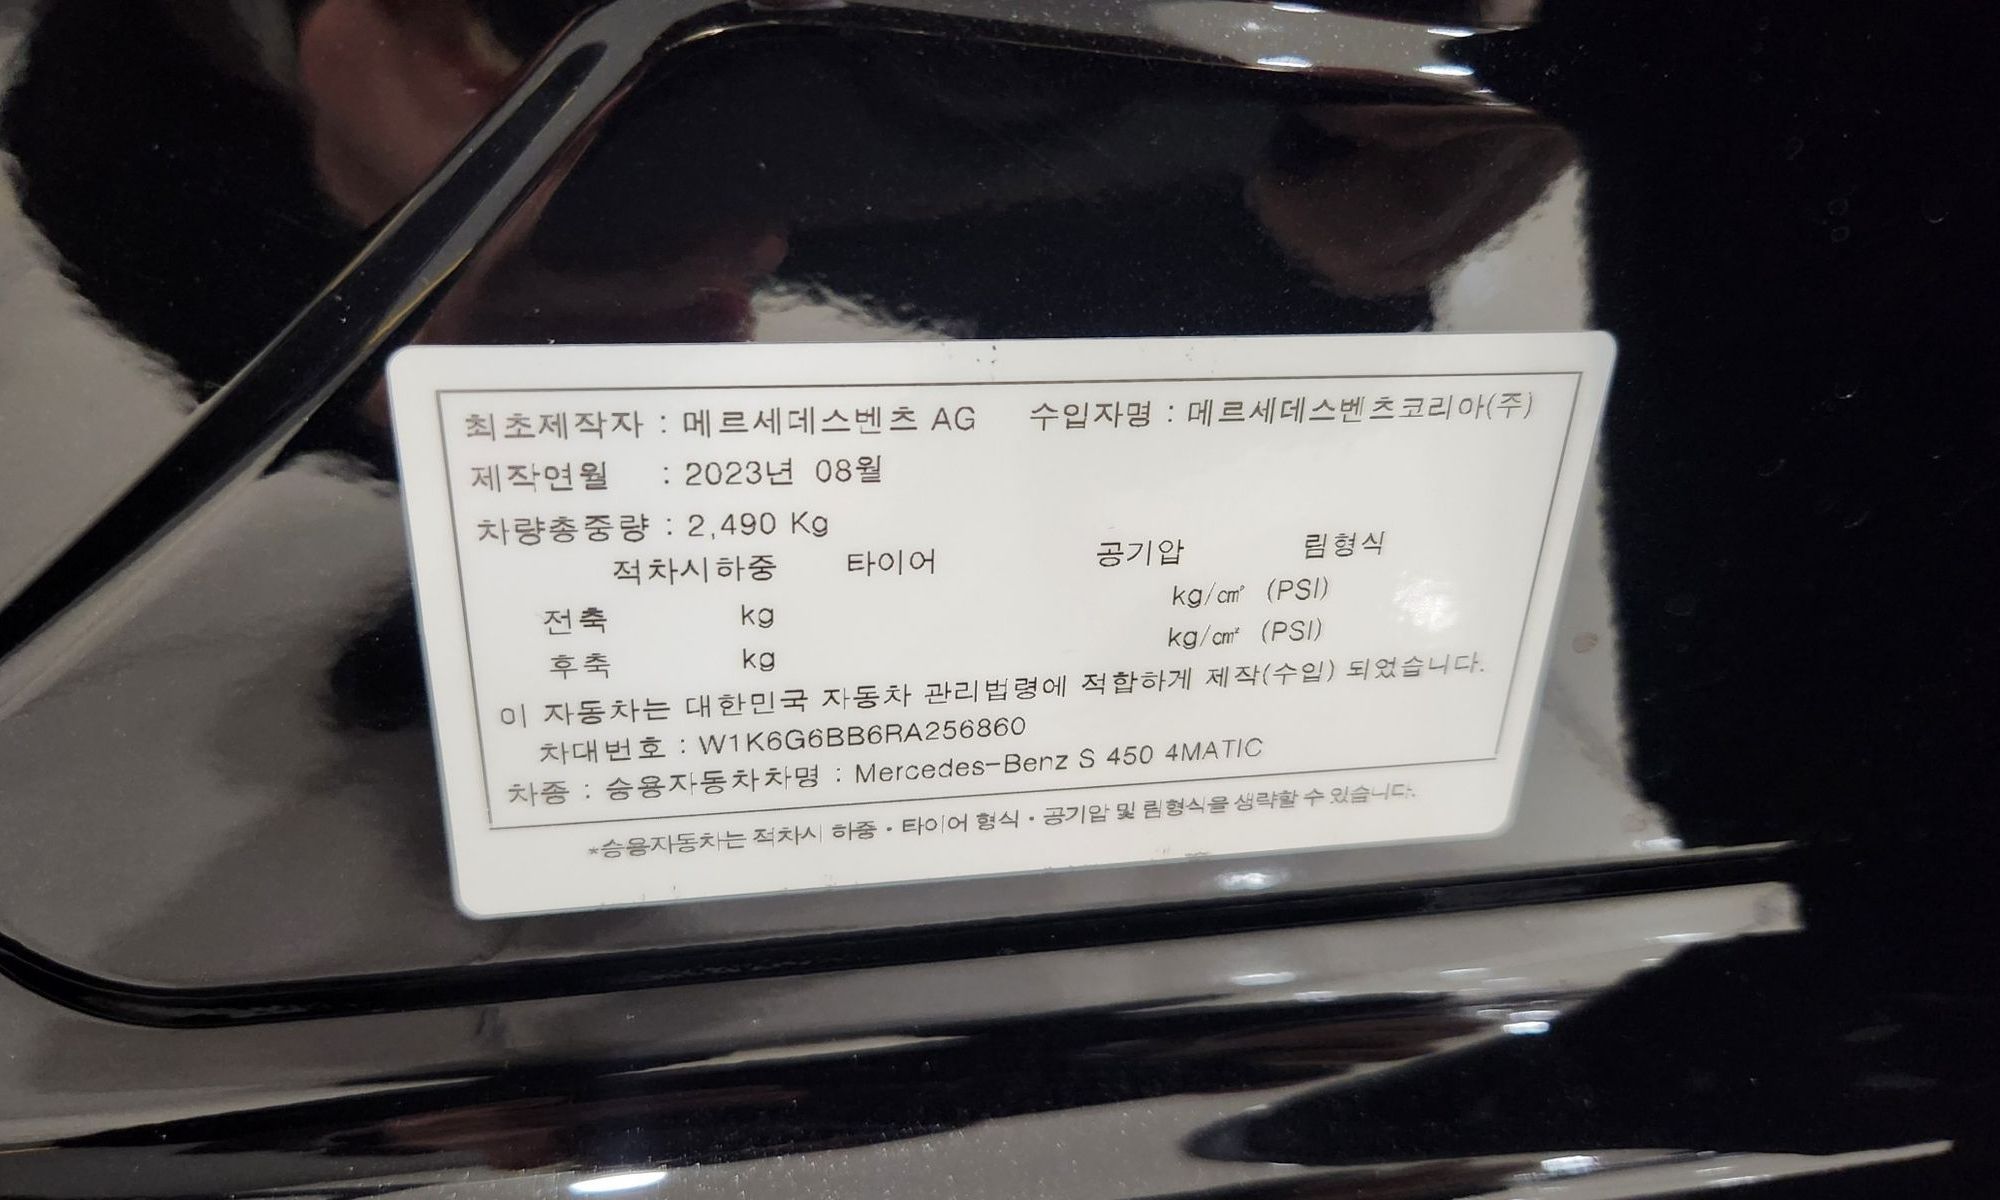 최초제작자 : 메르세데스벤츠 AG 수입자명 : 메르세데스벤츠코리아(주)
제작연월 : 2023년 08월
차량총중량 : 2,490 Kg
적차시하중 타이어 공기압 림형식
전축 kg kg/㎠ (PSI)
후축 kg kg/㎠ (PSI)
이 자동차는 대한민국 자동차 관리법령에 적합하게 제작(수입) 되었습니다.
차대번호 : W1K6G6BB6RA256860
차종 : 승용자동차차명 : Mercedes-Benz S 450 4MATIC
*승용자동차는 적차시 하중・타이어 형식・공기압 및 림형식을 생략할 수 있습니다.